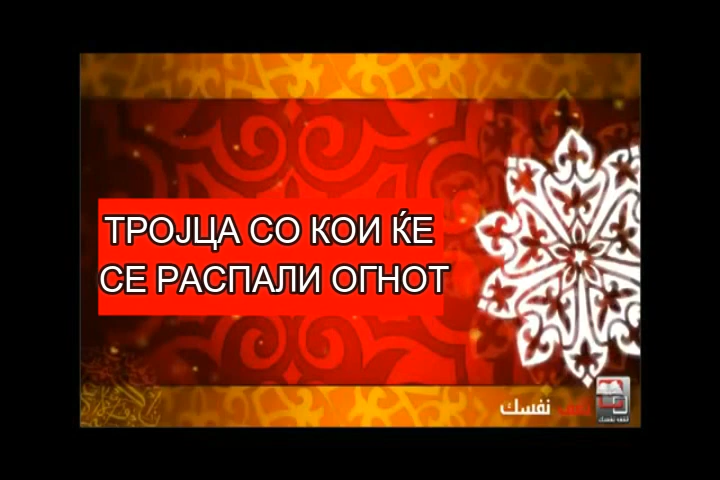 ТРОЈЦА СО КОИ ЌЕ
СЕ РАСПАЛИ ОГНОТ
نفسك